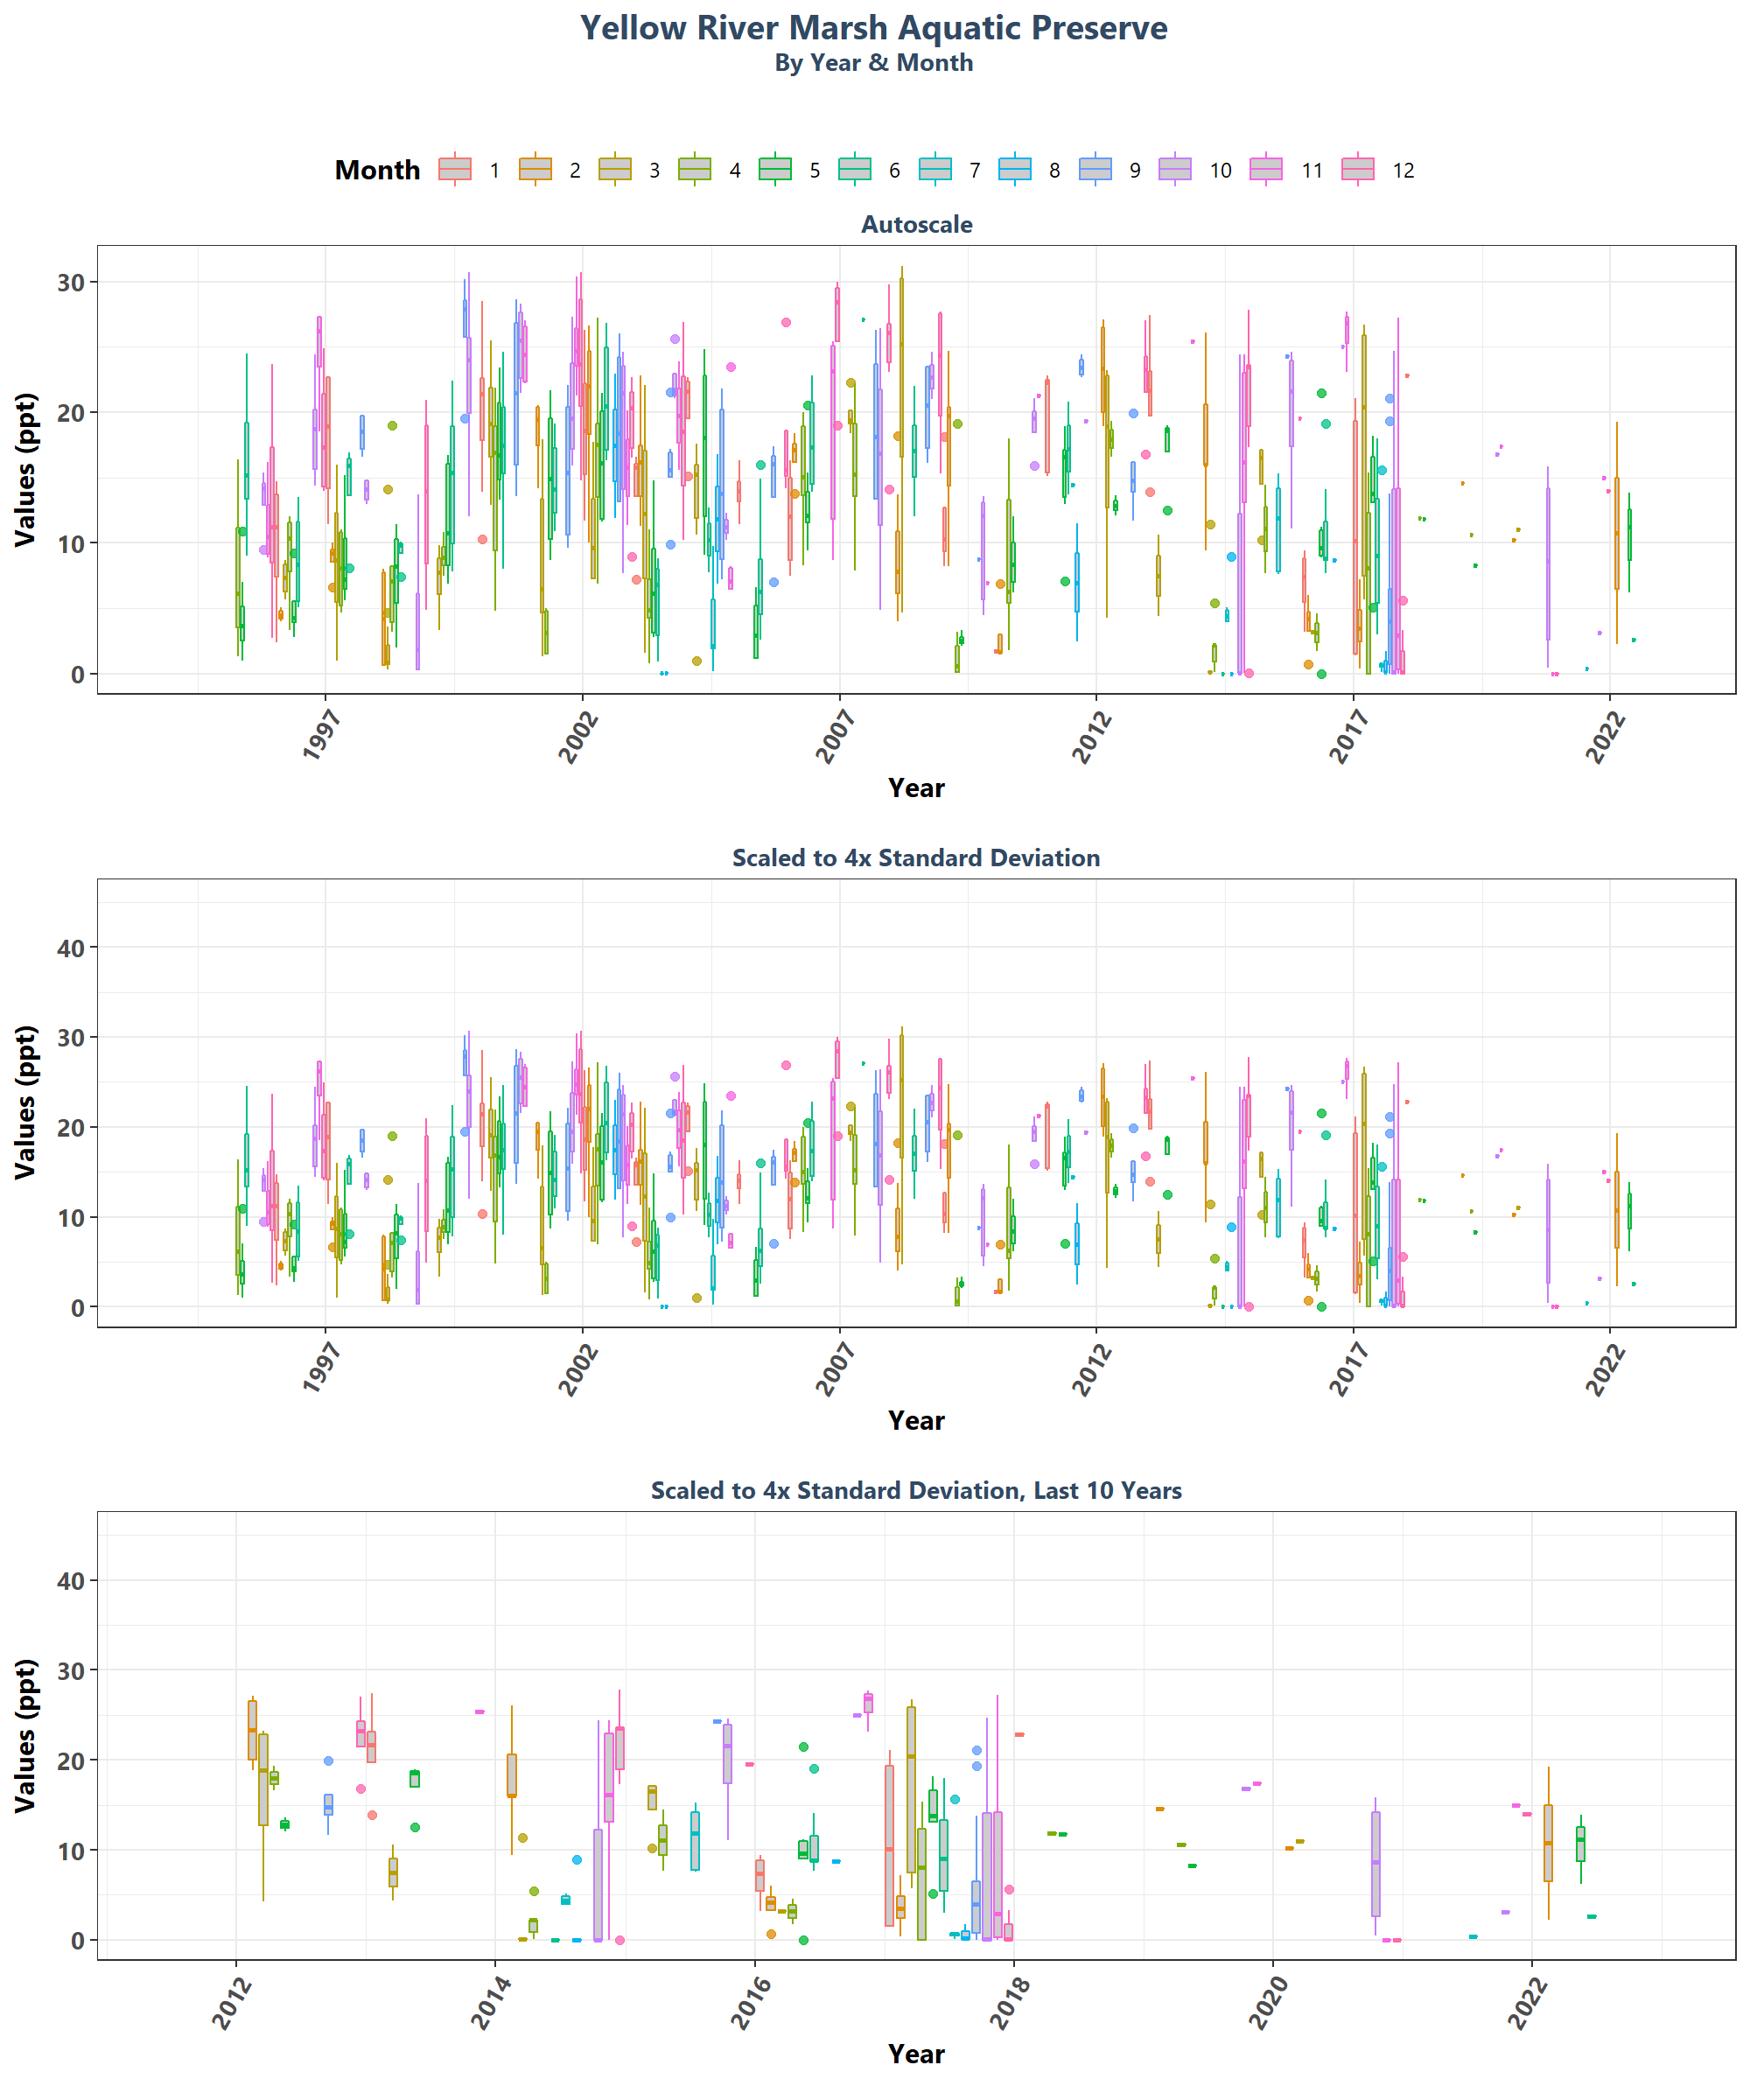 Yellow River Marsh Aquatic Preserve
By Year & Month
Month 1 2 3 4 5 6 7 8 9 10 11 12
Autoscale
Values (ppt)
30
20
10
0
1997 2002 2007 2012 2017 2022
Year
Scaled to 4x Standard Deviation
Values (ppt)
40
30
20
10
0
1997 2002 2007 2012 2017 2022
Year
Scaled to 4x Standard Deviation, Last 10 Years
Values (ppt)
40
30
20
10
0
2012 2014 2016 2018 2020 2022
Year